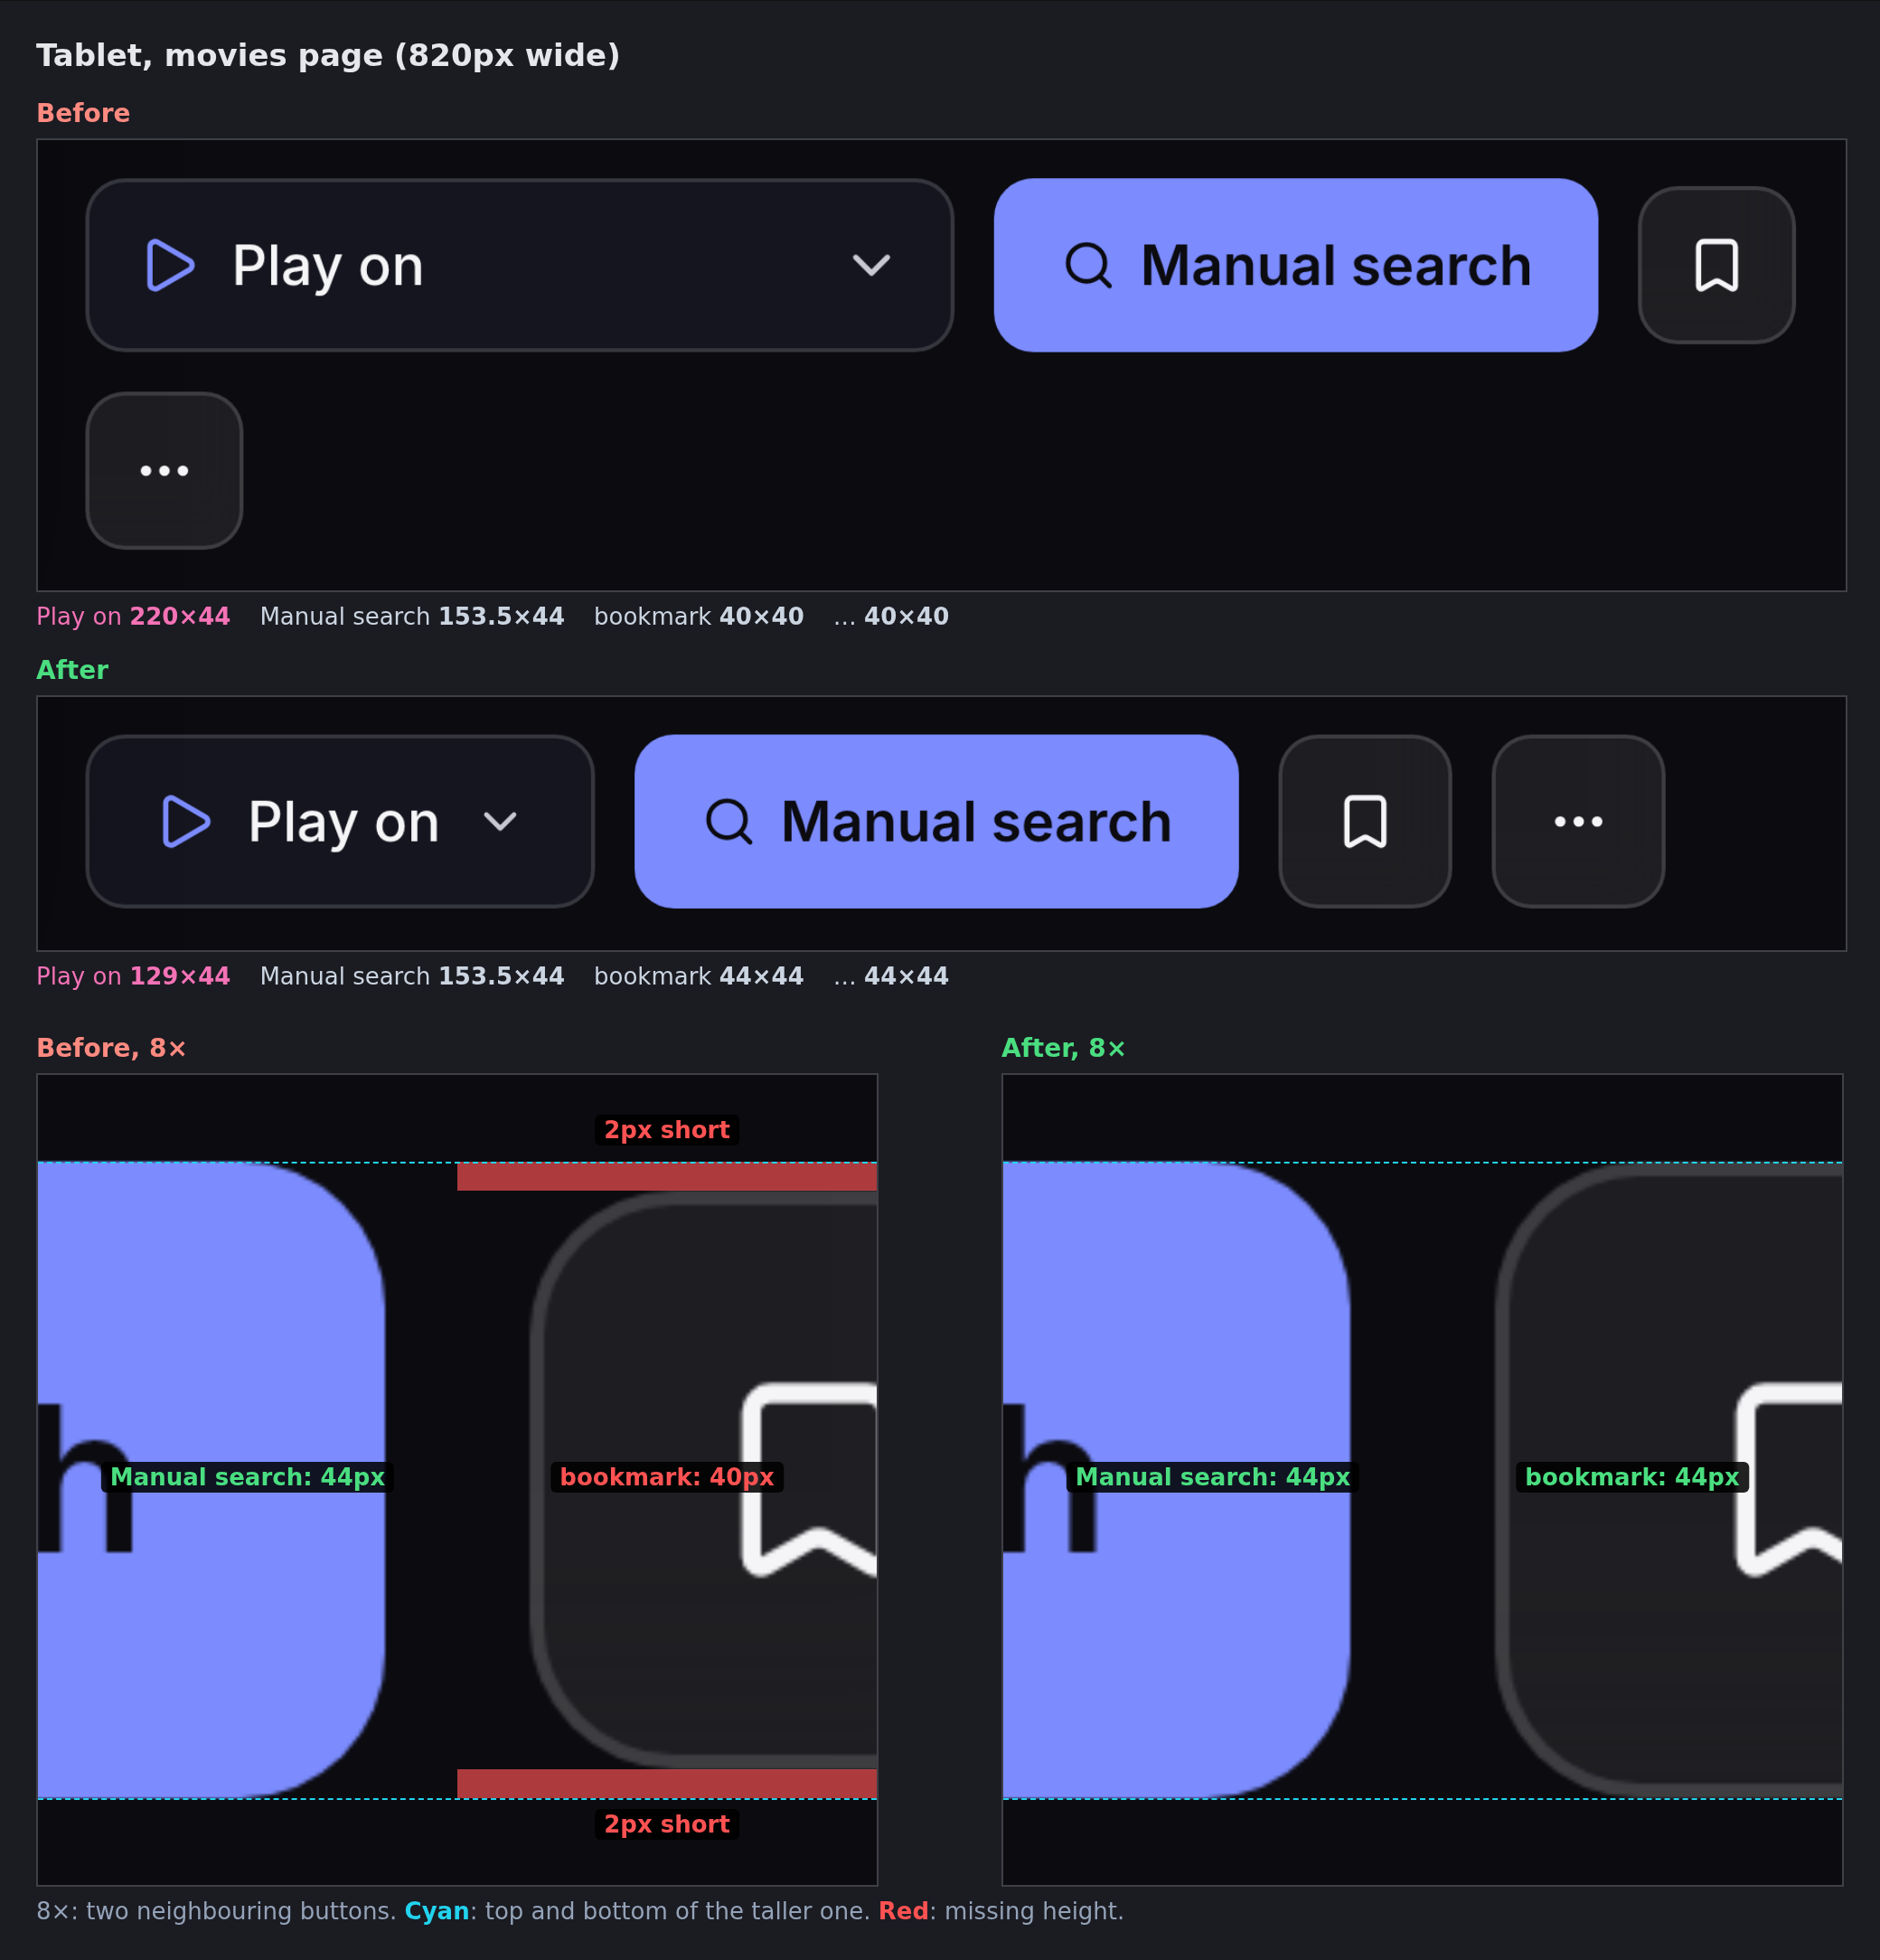 Tablet, movies page (820px wide)
Before
Play on
Manual search
Play on 220×44 Manual search 153.5×44 bookmark 40×40 ... 40×40
After
Play on
Manual search
Play on 129×44 Manual search 153.5×44 bookmark 44×44 ... 44×44
Before, 8×
2px short
h
Manual search: 44px
bookmark: 40px
2px short
After, 8×
h
Manual search: 44px
bookmark: 44px
8×: two neighbouring buttons. Cyan: top and bottom of the taller one. Red: missing height.